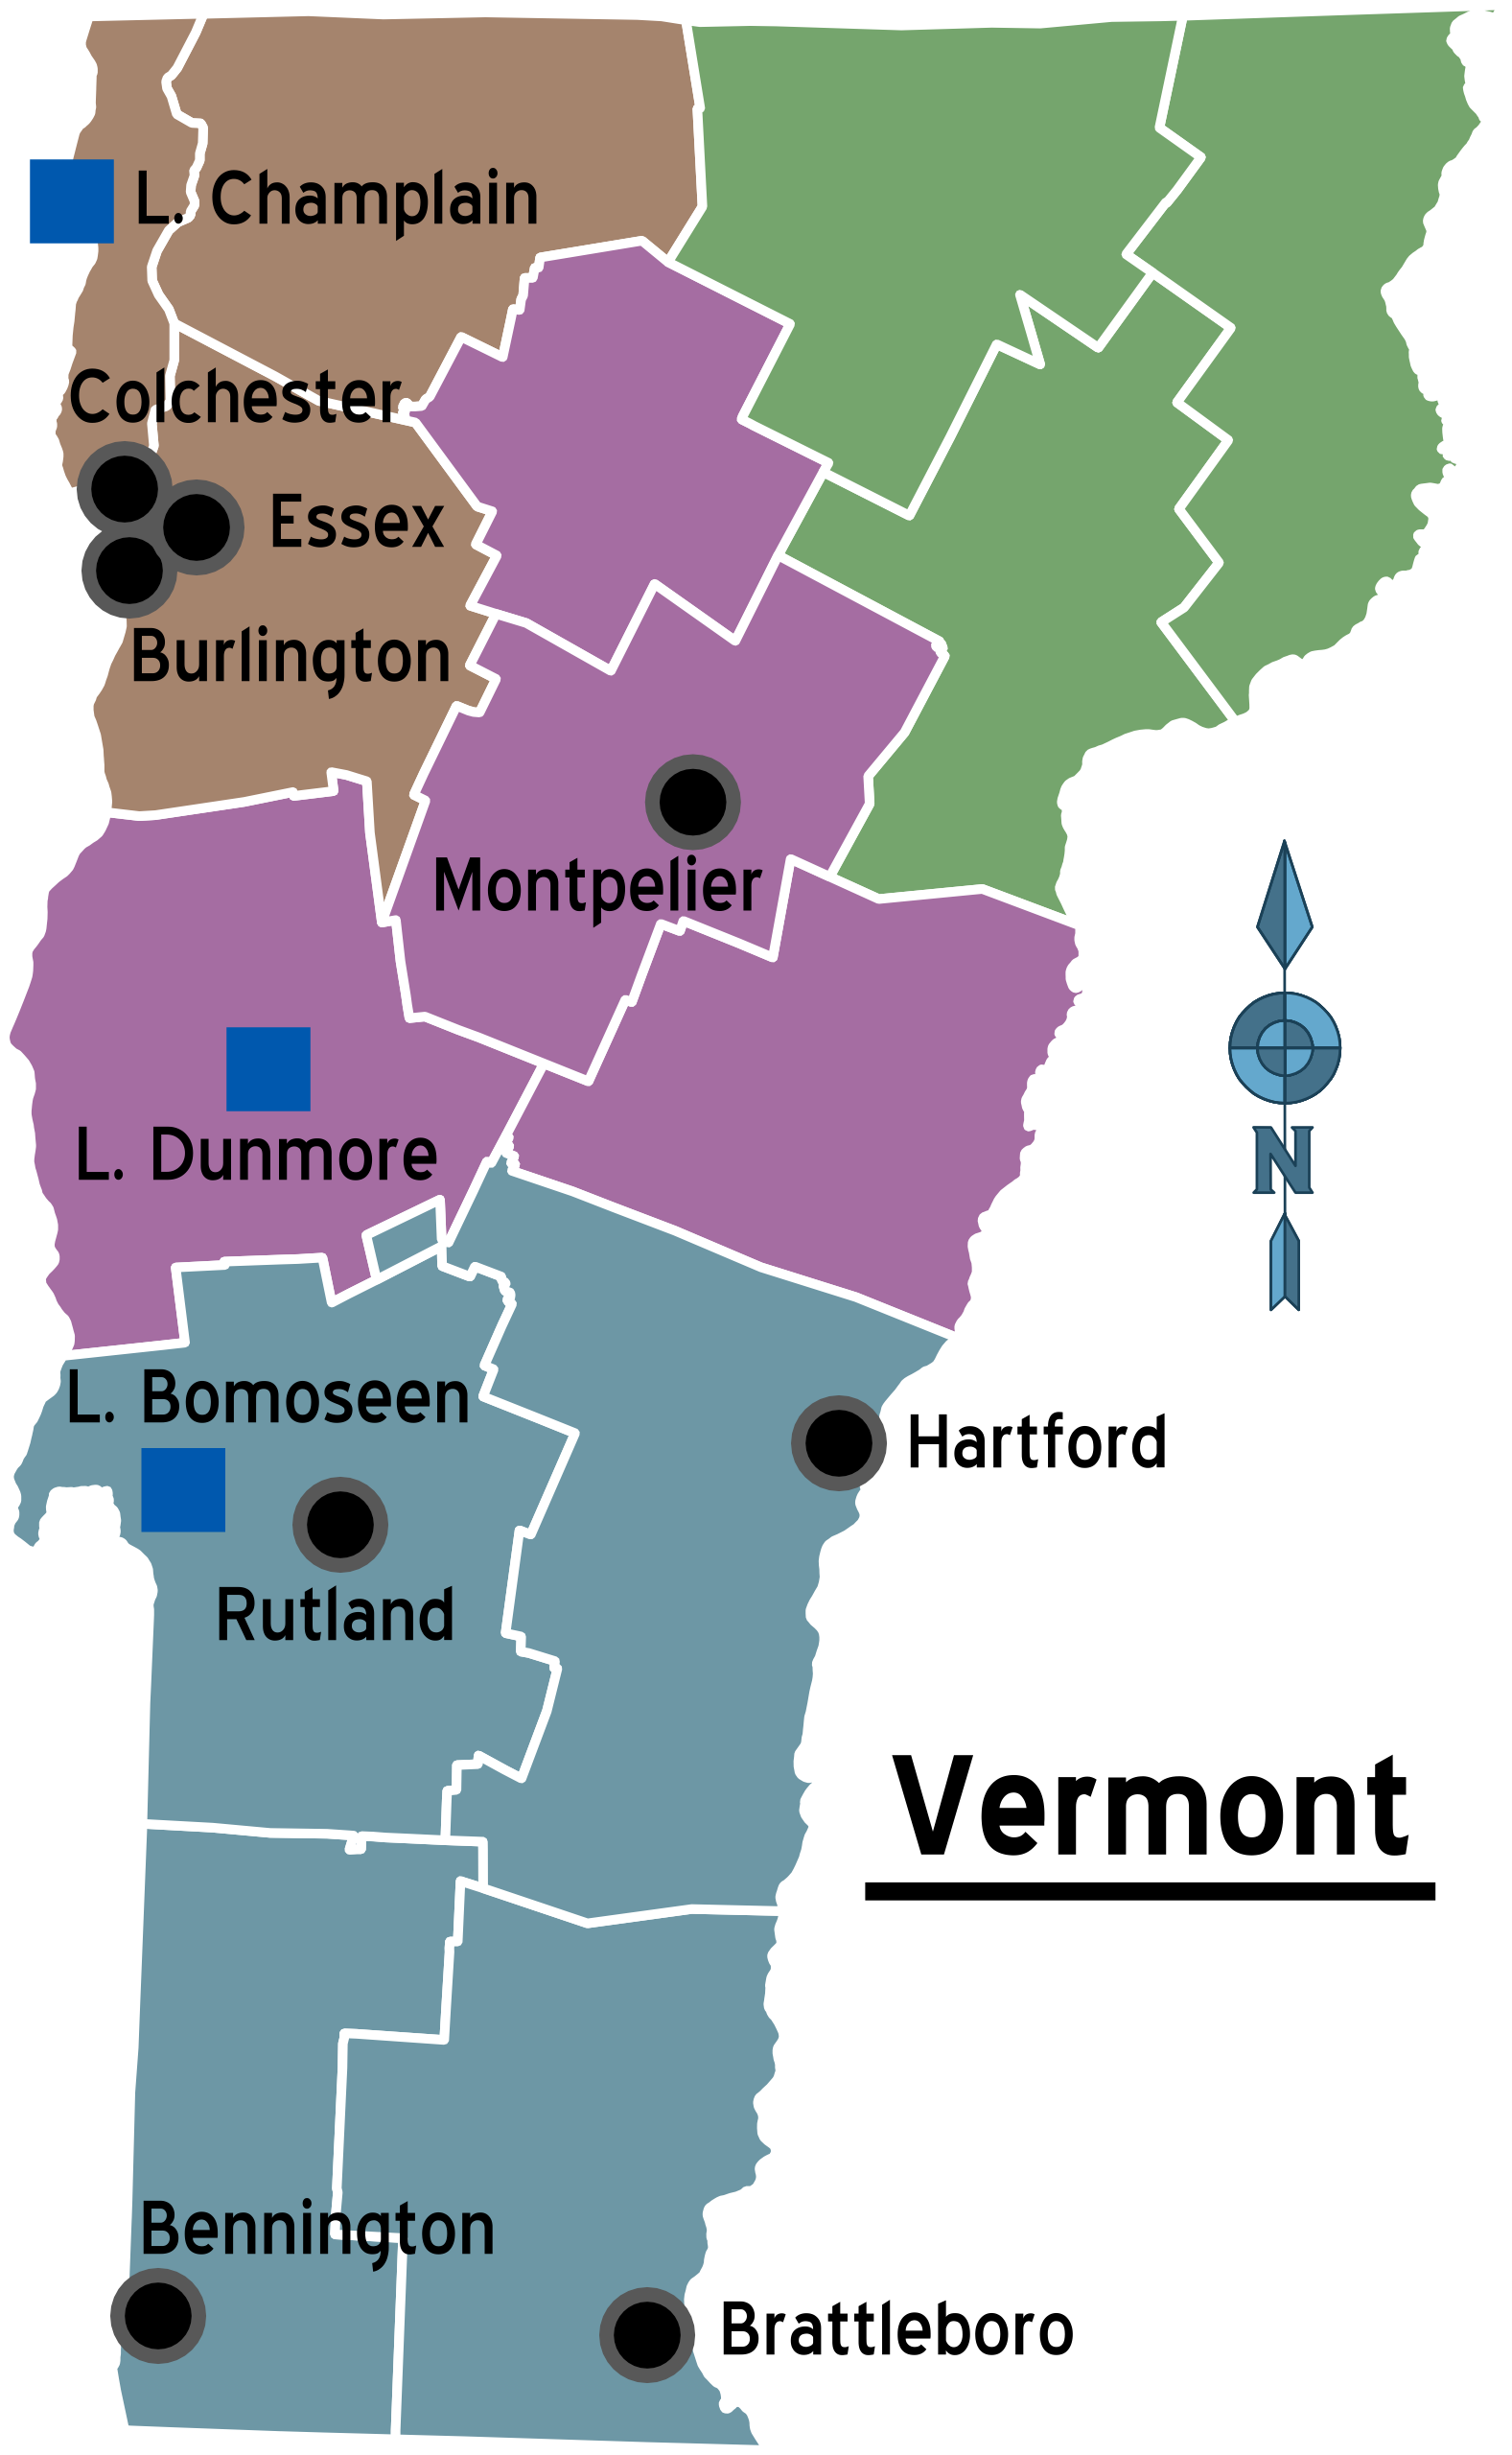 L. Champlain
Colchester
Essex
Burlington
Montpelier
L. Dunmore
N
L. Bomoseen
Hartford
Rutland
Vermont
Bennington
Brattleboro